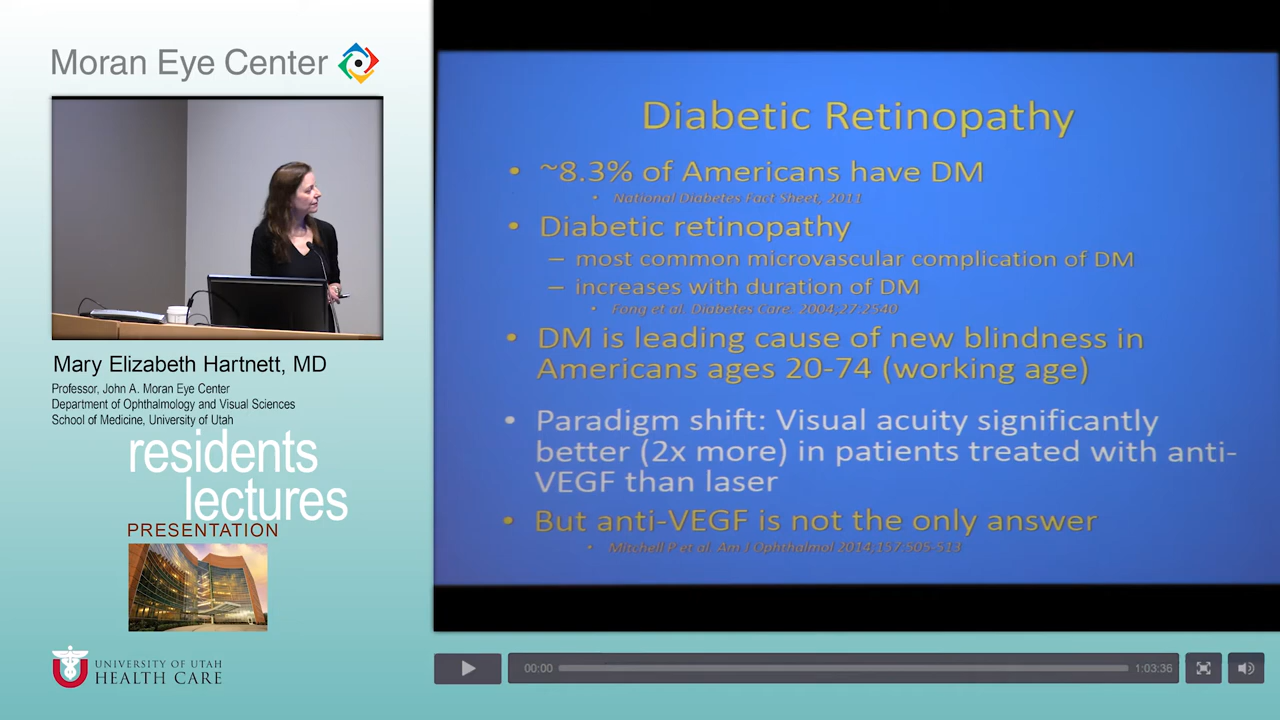 Moran Eye Center
Mary Elizabeth Hartnett, MD
Professor, John A. Moran Eye Center
Department of Ophthalmology and Visual Sciences
School of Medicine, University of Utah
residents
lectures
PRESENTATION
UNIVERSITY OF UTAH
HEALTH CARE
Diabetic Retinopathy
• ~8.3% of Americans have DM
• National Diabetes Fact Sheet, 2011
• Diabetic retinopathy
– most common microvascular complication of DM
– increases with duration of DM
• Fong et al. Diabetes Care. 2004;27:2540
• DM is leading cause of new blindness in
Americans ages 20-74 (working age)
• Paradigm shift: Visual acuity significantly
better (2x more) in patients treated with anti-
VEGF than laser
• But anti-VEGF is not the only answer
• Mitchell P et al. Am J Ophthalmol 2014;157:505-513
00:00
1:03:36